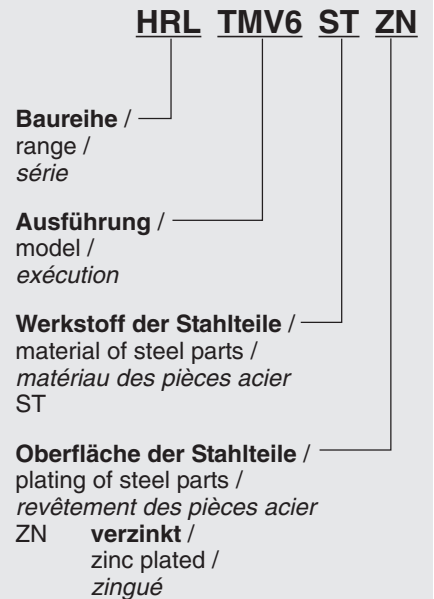 HRL TMV6 ST ZN
Baureihe /
range /
série
Ausführung /
model /
exécution
Werkstoff der Stahlteile /
material of steel parts /
matériau des pièces acier
ST
Oberfläche der Stahlteile /
plating of steel parts /
revêtement des pièces acier
ZN verzinkt /
zinc plated /
zingué